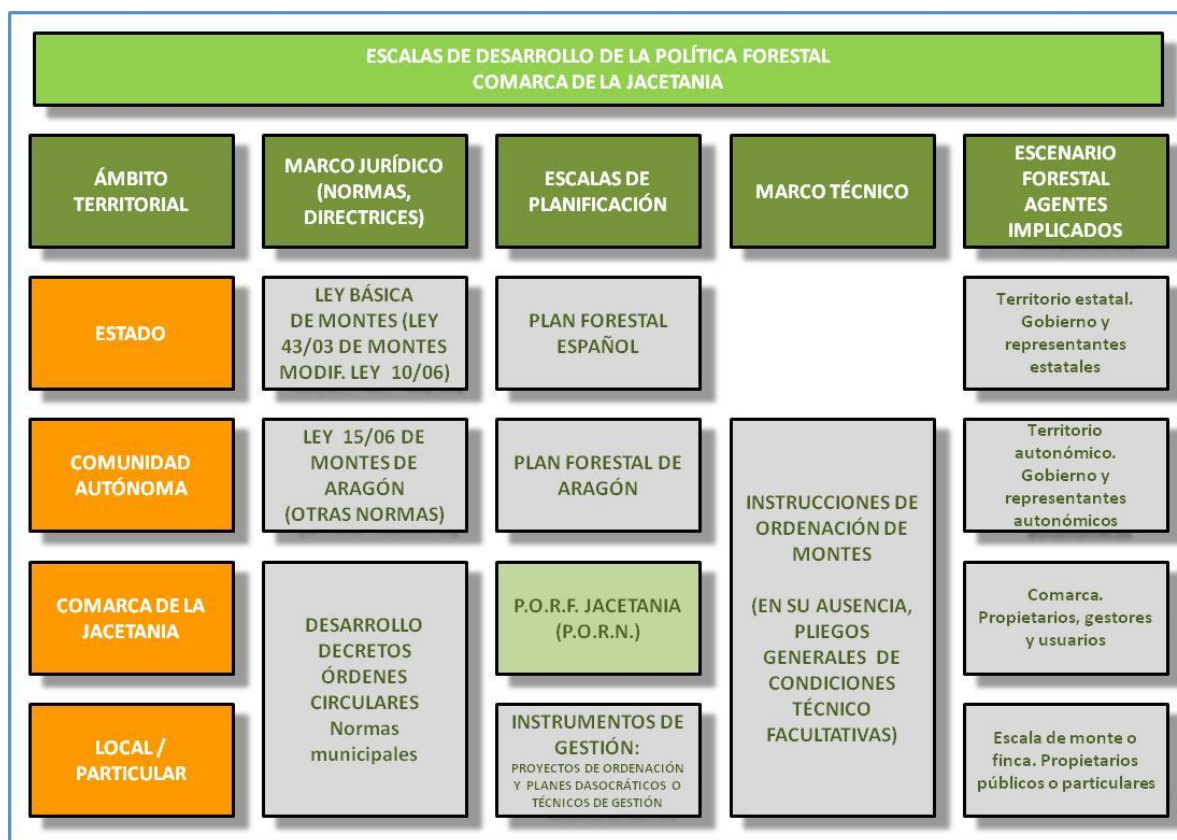 ESCALAS DE DESARROLLO DE LA POLÍTICA FORESTAL
COMARCA DE LA JACETANIA
ÁMBITO
TERRITORIAL
MARCO JURÍDICO
(NORMAS,
DIRECTRICES)
ESCALAS DE
PLANIFICACIÓN
MARCO TÉCNICO
ESCENARIO
FORESTAL
AGENTES
IMPLICADOS
ESTADO
LEY BÁSICA
DE MONTES (LEY
43/03 DE MONTES
MODIF. LEY 10/06)
PLAN FORESTAL
ESPAÑOL
Territorio estatal.
Gobierno y
representantes
estatales
COMUNIDAD
AUTÓNOMA
LEY 15/06 DE
MONTES DE
ARAGÓN
(OTRAS NORMAS)
PLAN FORESTAL DE
ARAGÓN
INSTRUCCIONES DE
ORDENACIÓN DE
MONTES
(EN SU AUSENCIA,
PLIEGOS
GENERALES DE
CONDICIONES
TÉCNICO
FACULTATIVAS)
Territorio
autonómico.
Gobierno y
representantes
autonómicos
COMARCA DE LA
JACETANIA
DESARROLLO
DECRETOS
ÓRDENES
CIRCULARES
Normas
municipales
P.O.R.F. JACETANIA
(P.O.R.N.)
Comarca.
Propietarios, gestores
y usuarios
LOCAL /
PARTICULAR
INSTRUMENTOS DE
GESTIÓN:
PROYECTOS DE ORDENACIÓN
Y PLANES DASOCRÁTICOS O
TÉCNICOS DE GESTIÓN
Escala de monte o
finca. Propietarios
públicos o particulares